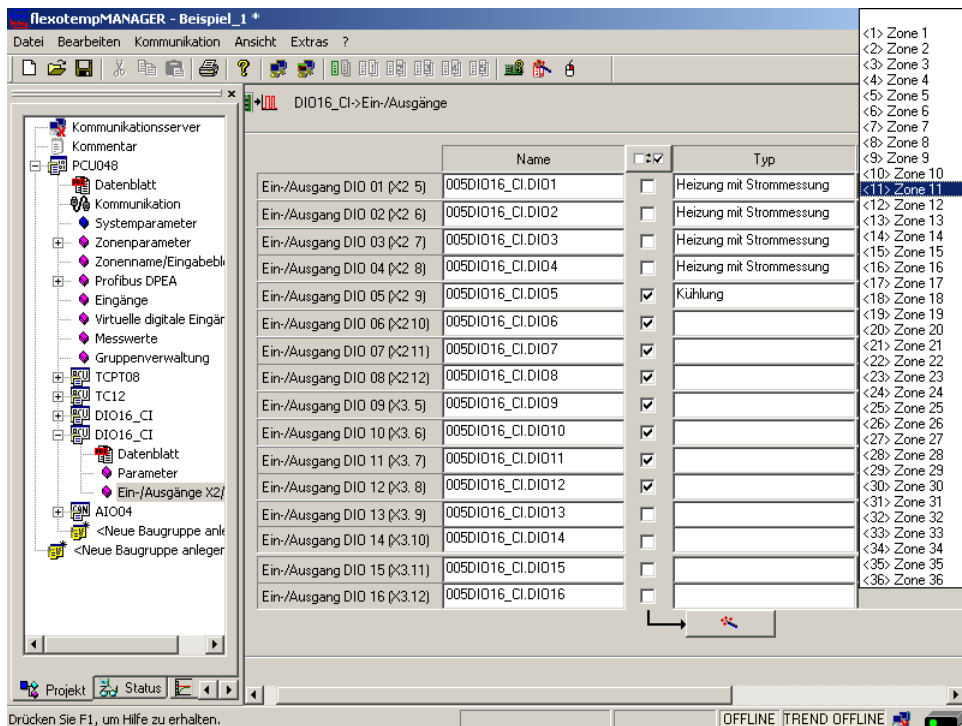 flexotempMANAGER - Beispiel_1 *
Datei Bearbeiten Kommunikation Ansicht Extras ?
DIO16_CI->Ein-/Ausgänge
Kommunikationsserver
Kommentar
PCU048
Datenblatt
Kommunikation
Systemparameter
Zonenparameter
Zonenname/Eingabeblo
Profibus DPEA
Eingänge
Virtuelle digitale Eingär
Messwerte
Gruppenverwaltung
TCPT08
TC12
DIO16_CI
DIO16_CI
Datenblatt
Parameter
Ein-/Ausgänge X2/
AIO04
<Neue Baugruppe anle
<Neue Baugruppe anleger
Projekt Status
Name Typ
Ein-/Ausgang DIO 01 (X2 5) 005DIO16_CI.DIO1 Heizung mit Strommessung
Ein-/Ausgang DIO 02 (X2 6) 005DIO16_CI.DIO2 Heizung mit Strommessung
Ein-/Ausgang DIO 03 (X2 7) 005DIO16_CI.DIO3 Heizung mit Strommessung
Ein-/Ausgang DIO 04 (X2 8) 005DIO16_CI.DIO4 Heizung mit Strommessung
Ein-/Ausgang DIO 05 (X2 9) 005DIO16_CI.DIO5 Kühlung
Ein-/Ausgang DIO 06 (X2 10) 005DIO16_CI.DIO6
Ein-/Ausgang DIO 07 (X2 11) 005DIO16_CI.DIO7
Ein-/Ausgang DIO 08 (X2 12) 005DIO16_CI.DIO8
Ein-/Ausgang DIO 09 (X3. 5) 005DIO16_CI.DIO9
Ein-/Ausgang DIO 10 (X3. 6) 005DIO16_CI.DIO10
Ein-/Ausgang DIO 11 (X3. 7) 005DIO16_CI.DIO11
Ein-/Ausgang DIO 12 (X3. 8) 005DIO16_CI.DIO12
Ein-/Ausgang DIO 13 (X3. 9) 005DIO16_CI.DIO13
Ein-/Ausgang DIO 14 (X3.10) 005DIO16_CI.DIO14
Ein-/Ausgang DIO 15 (X3.11) 005DIO16_CI.DIO15
Ein-/Ausgang DIO 16 (X3.12) 005DIO16_CI.DIO16
<1> Zone 1
<2> Zone 2
<3> Zone 3
<4> Zone 4
<5> Zone 5
<6> Zone 6
<7> Zone 7
<8> Zone 8
<9> Zone 9
<10> Zone 10
<11> Zone 11
<12> Zone 12
<13> Zone 13
<14> Zone 14
<15> Zone 15
<16> Zone 16
<17> Zone 17
<18> Zone 18
<19> Zone 19
<20> Zone 20
<21> Zone 21
<22> Zone 22
<23> Zone 23
<24> Zone 24
<25> Zone 25
<26> Zone 26
<27> Zone 27
<28> Zone 28
<29> Zone 29
<30> Zone 30
<31> Zone 31
<32> Zone 32
<33> Zone 33
<34> Zone 34
<35> Zone 35
<36> Zone 36
Drücken Sie F1, um Hilfe zu erhalten.
OFFLINE TREND OFFLINE